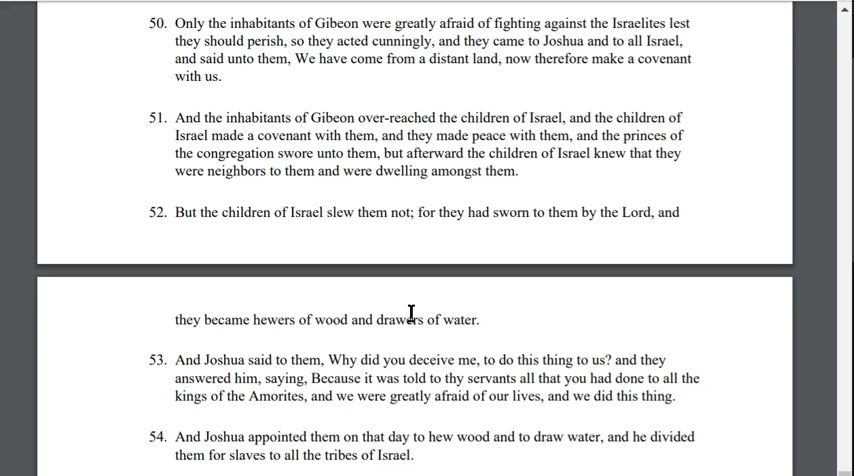 50. Only the inhabitants of Gibeon were greatly afraid of fighting against the Israelites lest
they should perish, so they acted cunningly, and they came to Joshua and to all Israel,
and said unto them, We have come from a distant land, now therefore make a covenant
with us.
51. And the inhabitants of Gibeon over-reached the children of Israel, and the children of
Israel made a covenant with them, and they made peace with them, and the princes of
the congregation swore unto them, but afterward the children of Israel knew that they
were neighbors to them and were dwelling amongst them.
52. But the children of Israel slew them not; for they had sworn to them by the Lord, and
they became hewers of wood and drawers of water.
53. And Joshua said to them, Why did you deceive me, to do this thing to us? and they
answered him, saying, Because it was told to thy servants all that you had done to all the
kings of the Amorites, and we were greatly afraid of our lives, and we did this thing.
54. And Joshua appointed them on that day to hew wood and to draw water, and he divided
them for slaves to all the tribes of Israel.